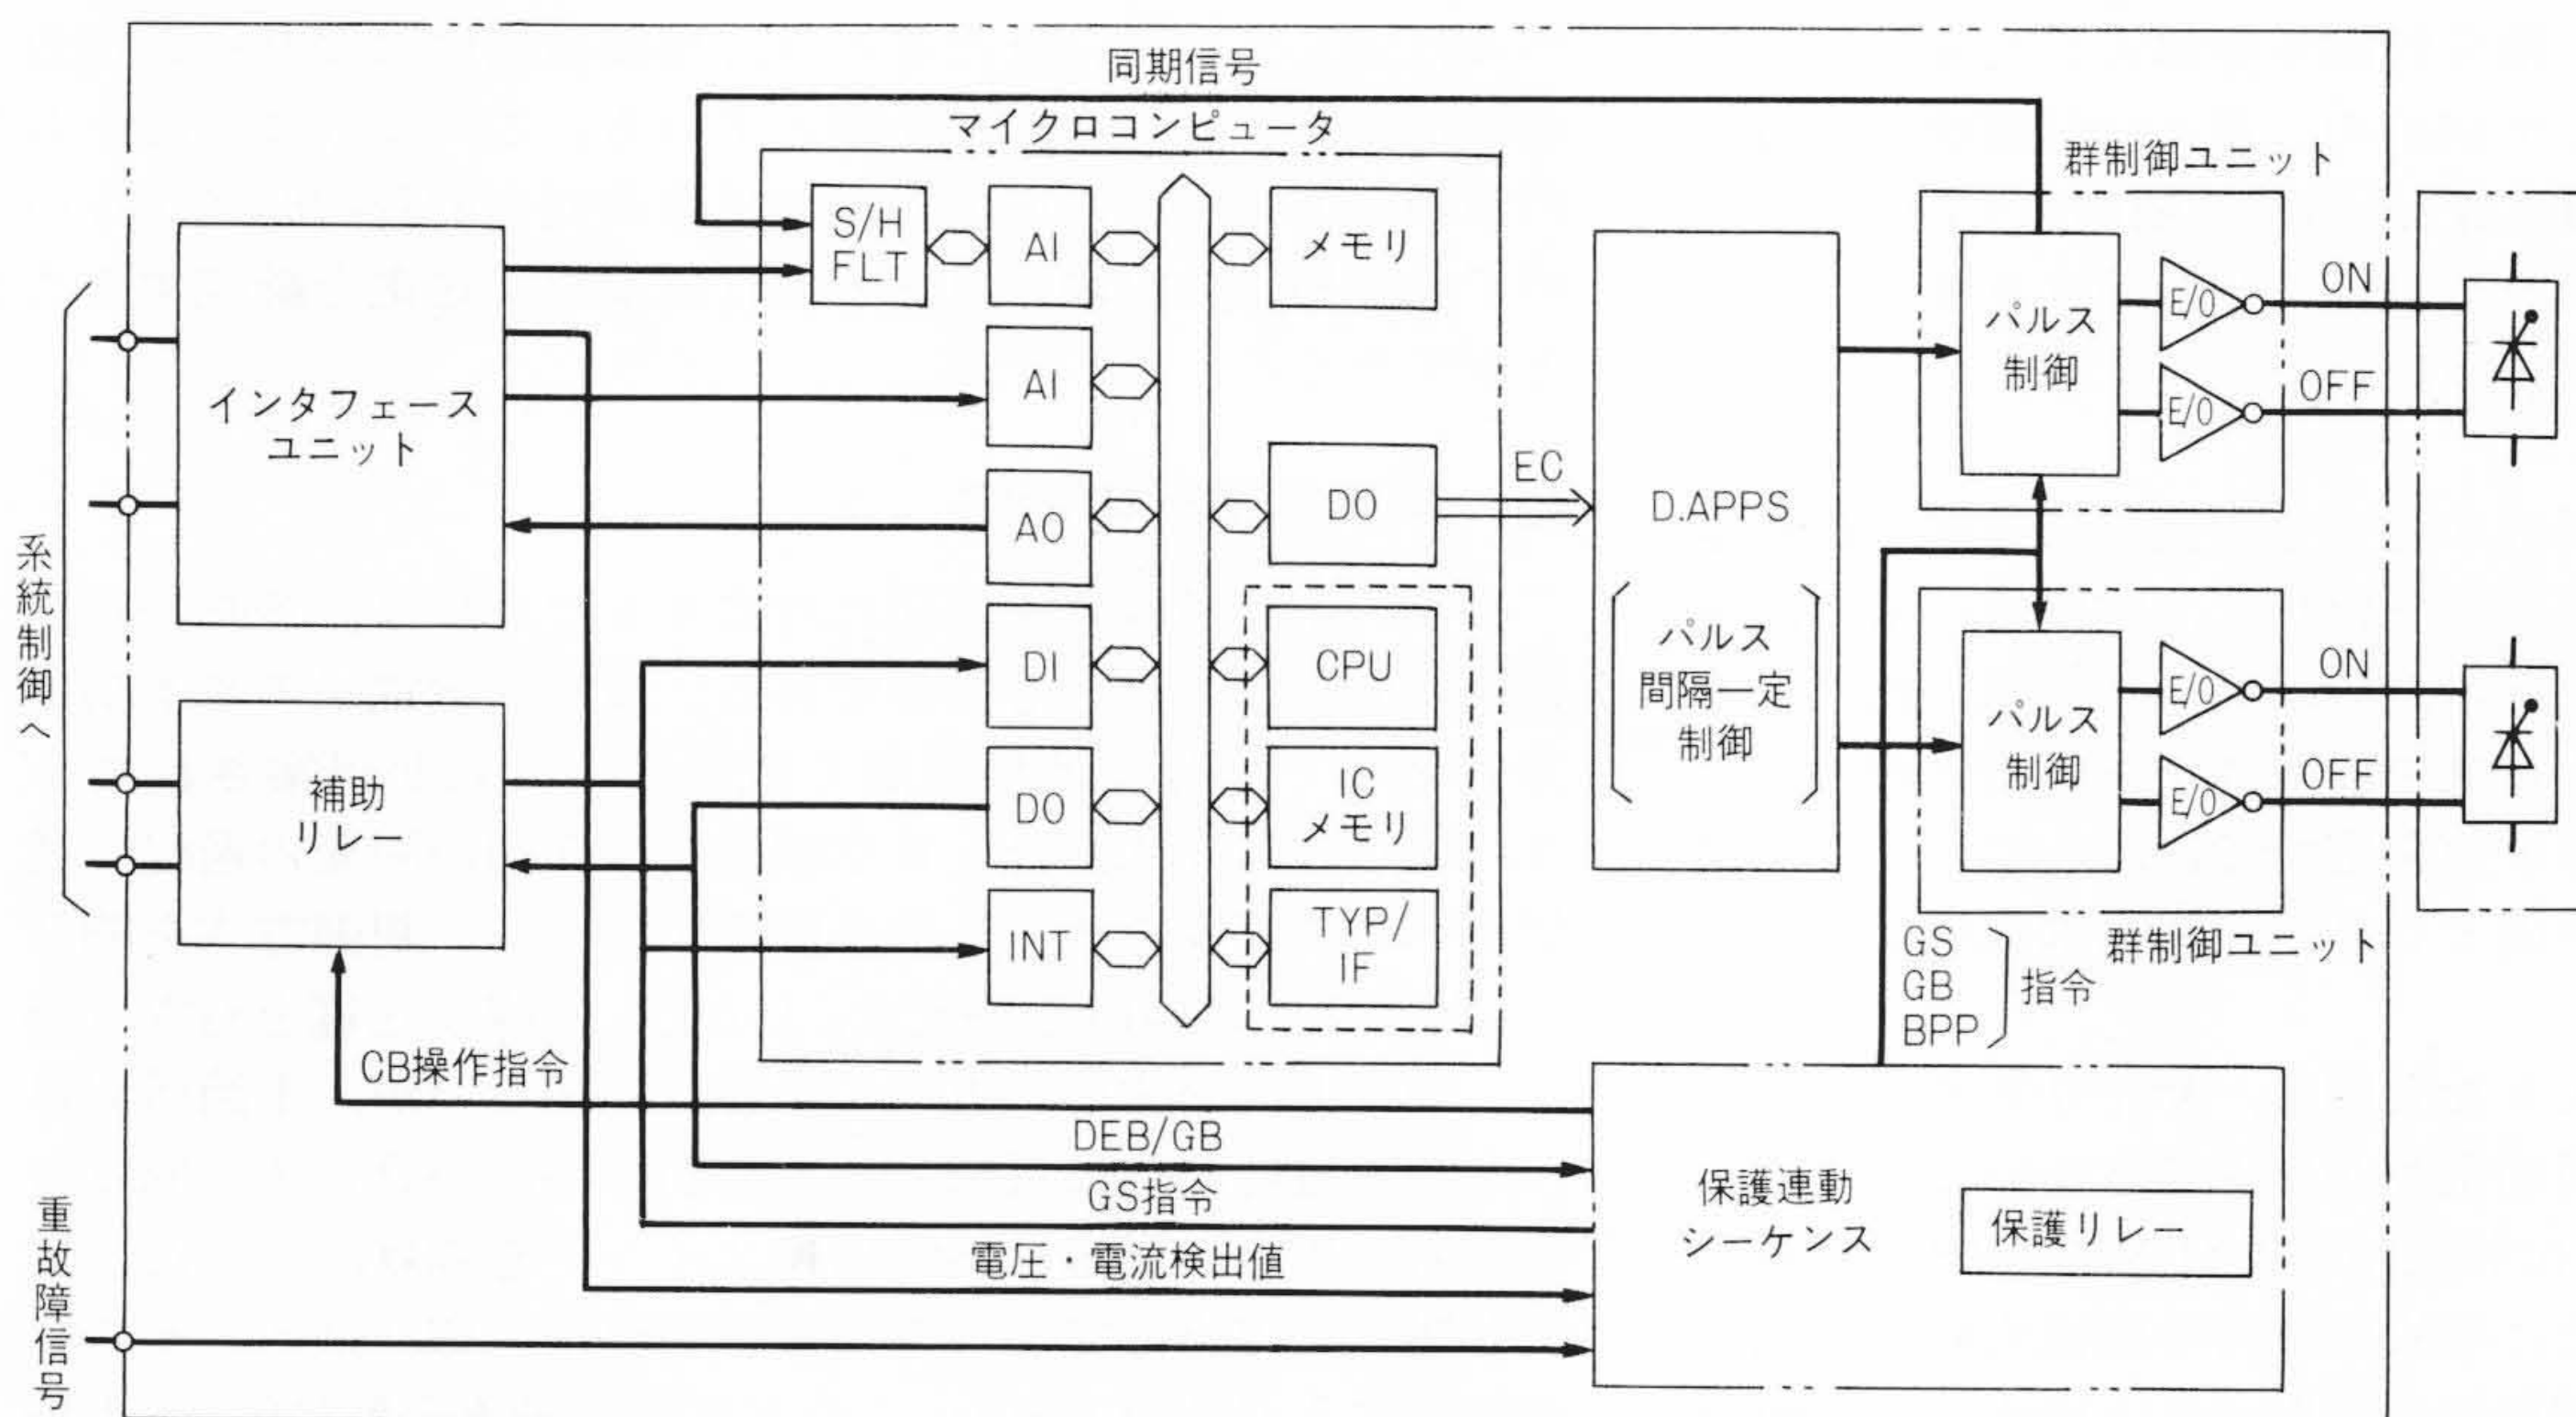 同期信号
マイクロコンピュータ
群制御ユニット
系統制御へ
インタフェース
ユニット
S/H
FLT
AI
メモリ
AI
AO
DO
EC
D.APPS
パルス
間隔一定
制御
パルス
制御
E/O
ON
E/O
OFF
補助
リレー
DI
CPU
DO
IC
メモリ
INT
TYP/
IF
パルス
制御
E/O
ON
E/O
OFF
群制御ユニット
GS
GB
BPP
指令
CB操作指令
DEB/GB
GS指令
電圧・電流検出値
重故障信号
保護連動
シーケンス
保護リレー